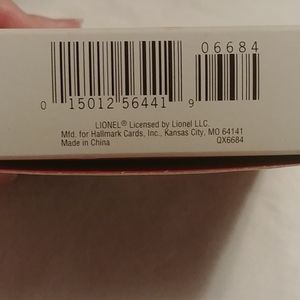 06684
0 15012 56441 9
LIONEL® Licensed by Lionel LLC.
Mfd. for Hallmark Cards, Inc., Kansas City, MO 64141
Made in China QX6684